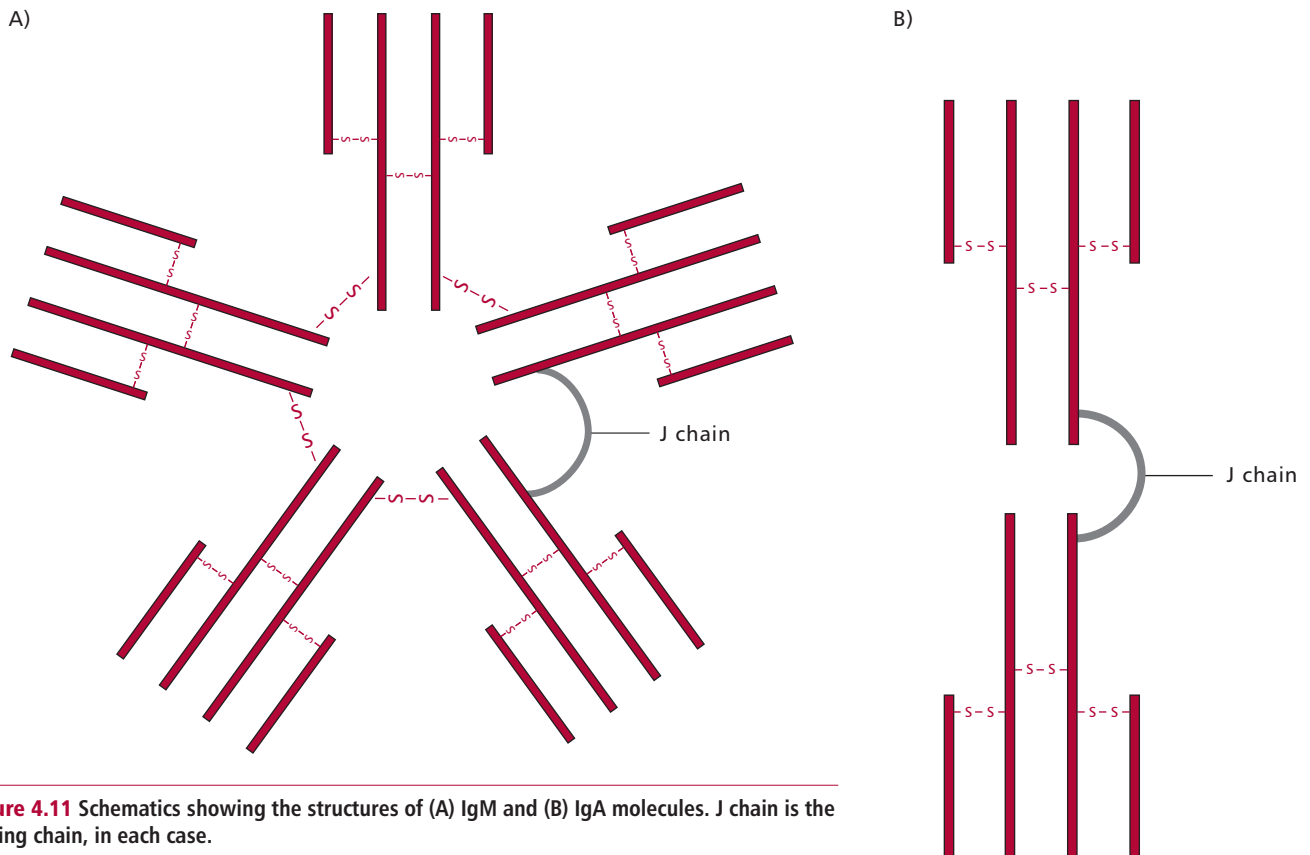 A)
B)
S–S
S–S
S–S
S–S
S–S
S–S
S–S
S–S
S–S
S–S
S–S
S–S
J chain
S–S
S–S
S–S
S–S
S–S
S–S
S–S
S–S
S–S
S–S
J chain
S–S
S–S
S–S
ure 4.11 Schematics showing the structures of (A) IgM and (B) IgA molecules. J chain is the
ing chain, in each case.